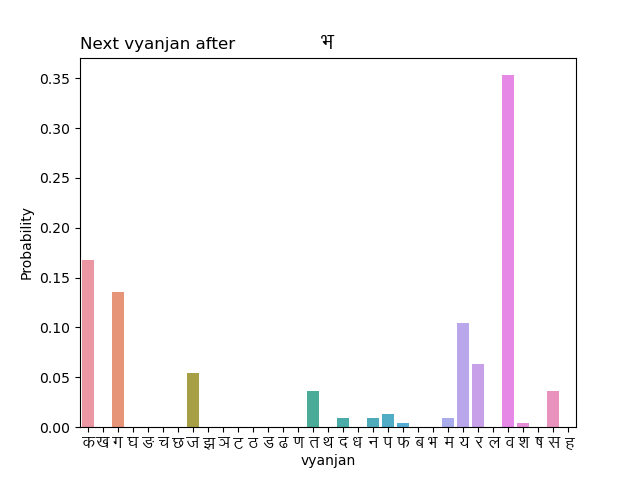 Next vyanjan after भ
Probability
0.35
0.30
0.25
0.20
0.15
0.10
0.05
0.00
क ख ग घ ङ च छ ज झ ञ ट ठ ड ढ ण त थ द ध न प फ ब भ म य र ल व श ष स ह
vyanjan